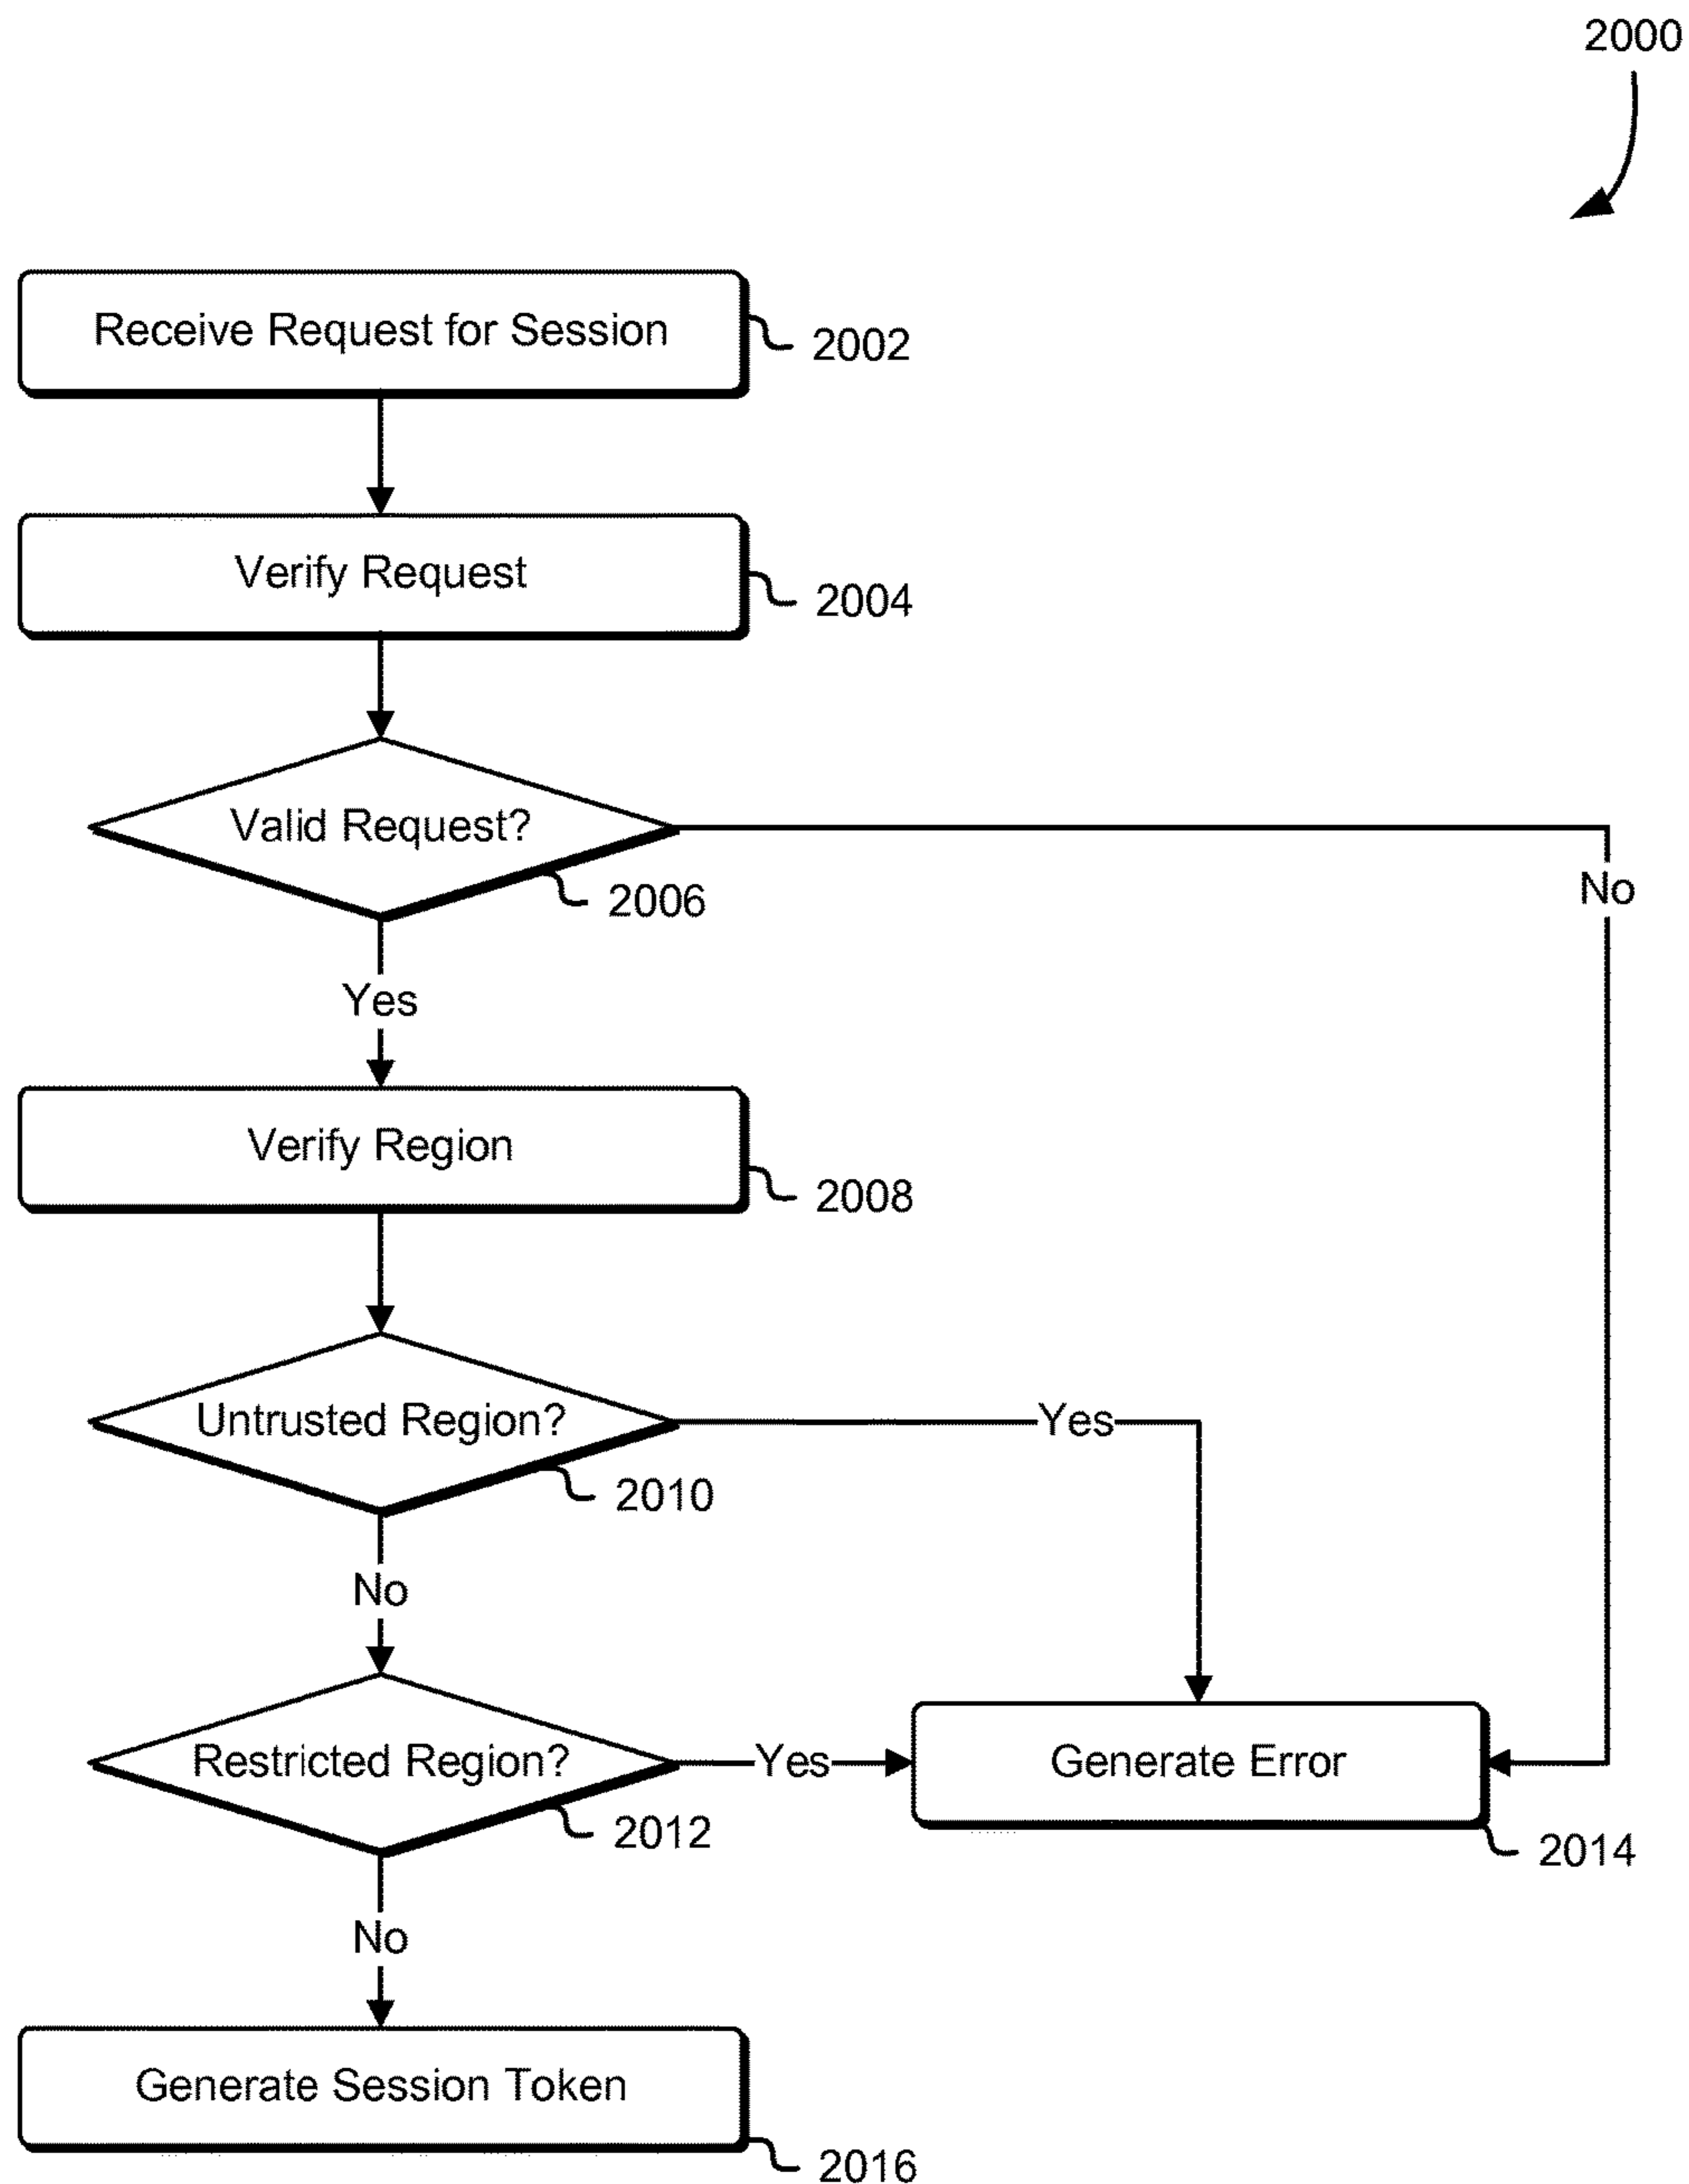 2000
Receive Request for Session
2002
Verify Request
2004
Valid Request?
2006
No
Yes
Verify Region
2008
Untrusted Region?
Yes
2010
No
Restricted Region?
Yes
Generate Error
2012
2014
No
Generate Session Token
2016